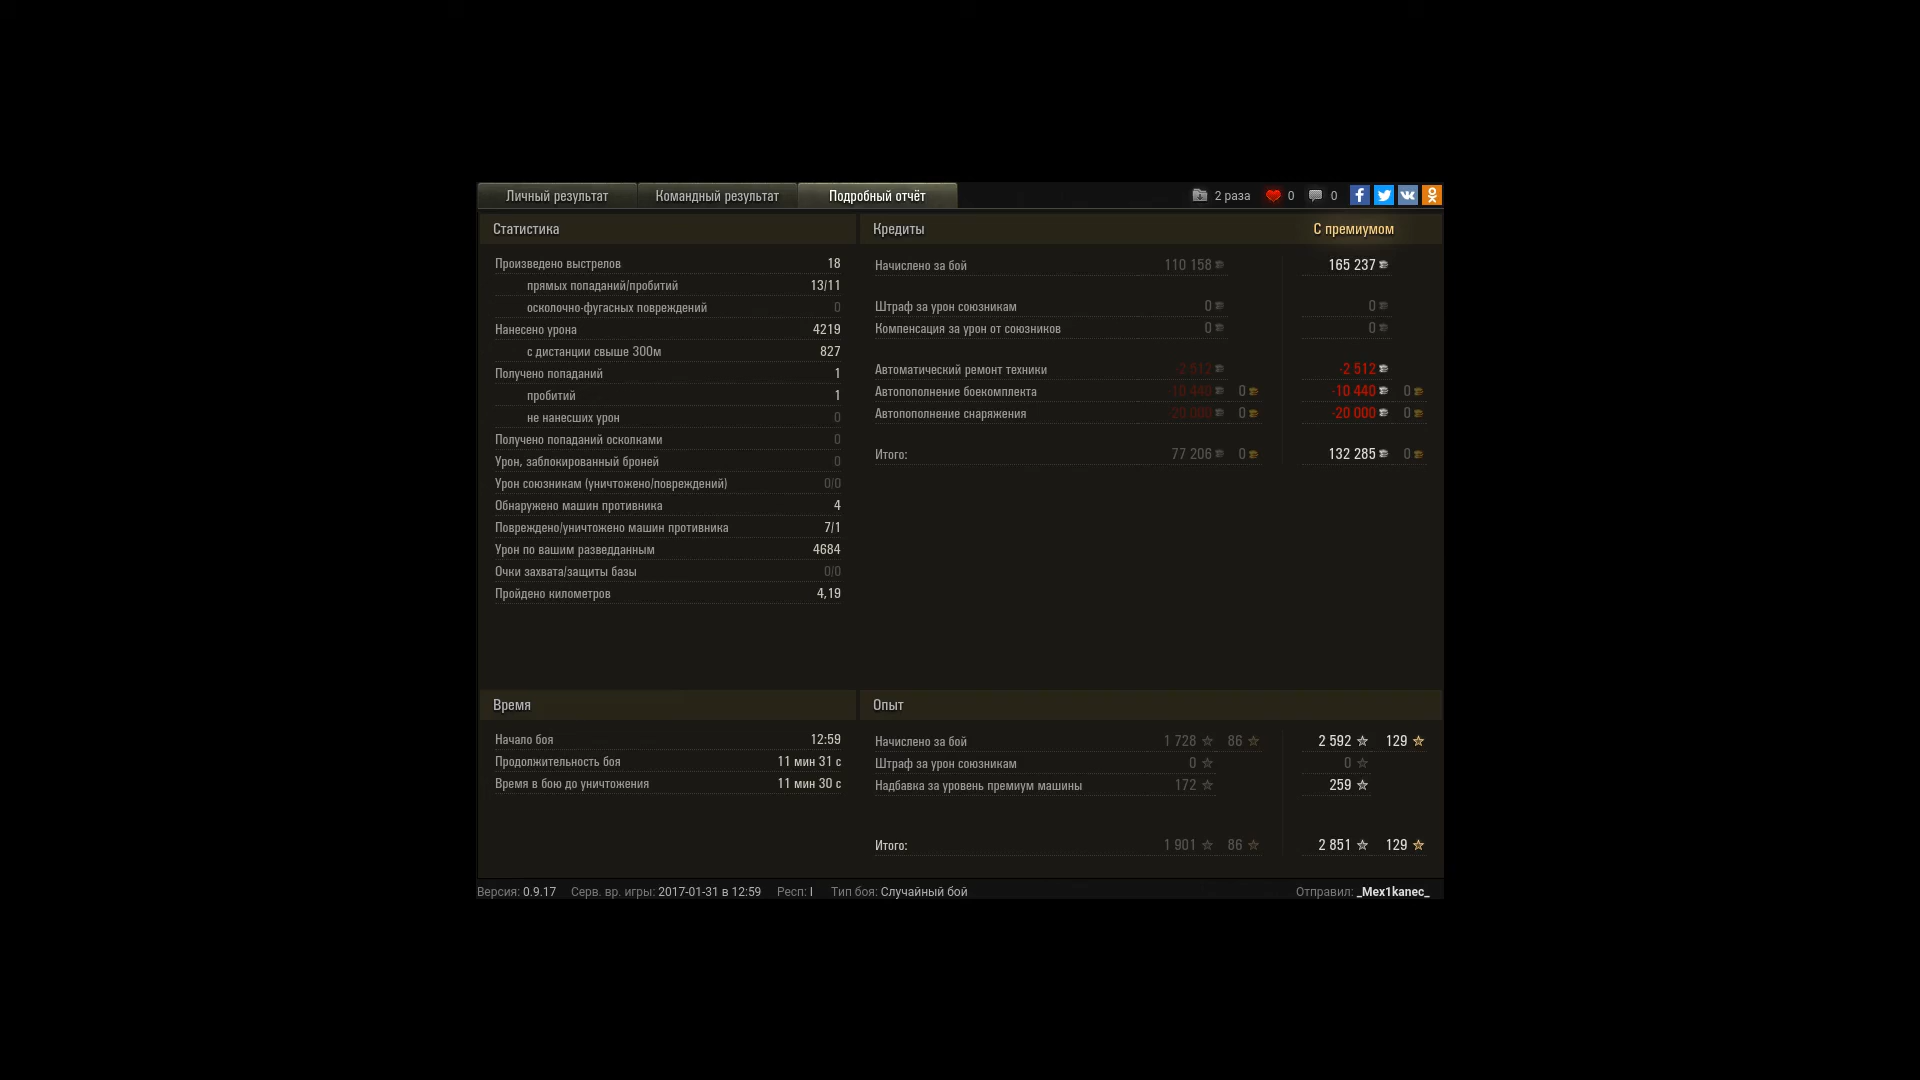 Личный результат Командный результат Подробный отчёт 2 раза 0 0
Статистика
Произведено выстрелов 18
прямых попаданий/пробитий 13/11
осколочно-фугасных повреждений 0
Нанесено урона 4219
с дистанции свыше 300м 827
Получено попаданий 1
пробитий 1
не нанесших урон 0
Получено попаданий осколками 0
Урон, заблокированный броней 0
Урон союзникам (уничтожено/повреждений) 0/0
Обнаружено машин противника 4
Повреждено/уничтожено машин противника 7/1
Урон по вашим разведданным 4684
Очки захвата/защиты базы 0/0
Пройдено километров 4,19
Кредиты С премиумом
Начислено за бой 110 158 165 237
Штраф за урон союзникам 0 0
Компенсация за урон от союзников 0 0
Автоматический ремонт техники -2 512 -2 512
Автопополнение боекомплекта -10 440 0 -10 440 0
Автопополнение снаряжения -20 000 0 -20 000 0
Итого: 77 206 0 132 285 0
Время
Начало боя 12:59
Продолжительность боя 11 мин 31 с
Время в бою до уничтожения 11 мин 30 с
Опыт
Начислено за бой 1 728 86 2 592 129
Штраф за урон союзникам 0 0
Надбавка за уровень премиум машины 172 259
Итого: 1 901 86 2 851 129
Версия: 0.9.17 Серв. вр. игры: 2017-01-31 в 12:59 Респ: I Тип боя: Случайный бой Отправил: _Mex1kanec_